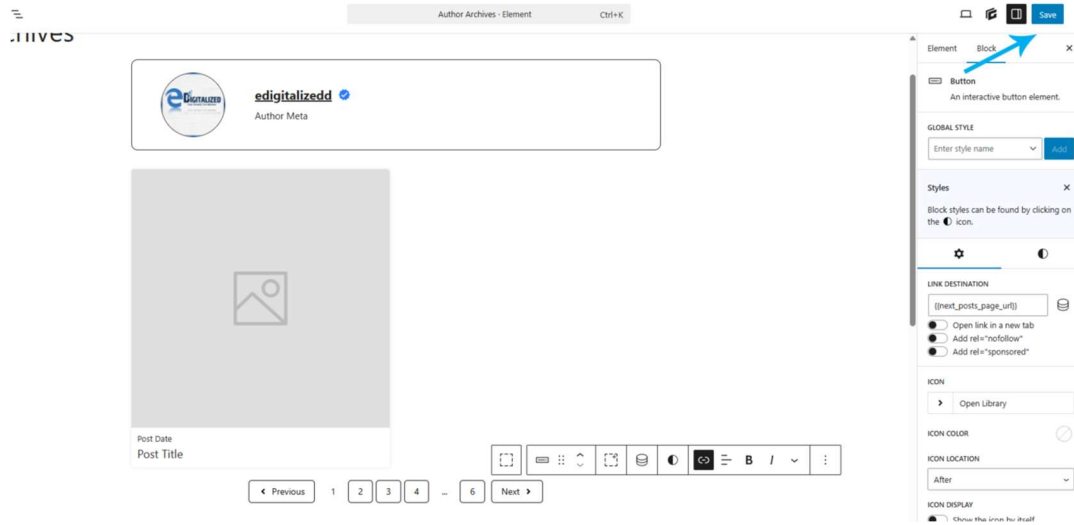 Author Archives · Element Ctrl+K
Save
chives
Element Block
Button
An interactive button element.
GLOBAL STYLE
Enter style name
Add
Styles
Block styles can be found by clicking on
the icon.
LINK DESTINATION
{{next_posts_page_url}}
Open link in a new tab
Add rel="nofollow"
Add rel="sponsored"
ICON
Open Library
ICON COLOR
ICON LOCATION
After
ICON DISPLAY
Show the icon by itself
DIGITALIZED
edigitalizedd
Author Meta
Post Date
Post Title
B I
Previous 1 2 3 4 ... 6 Next